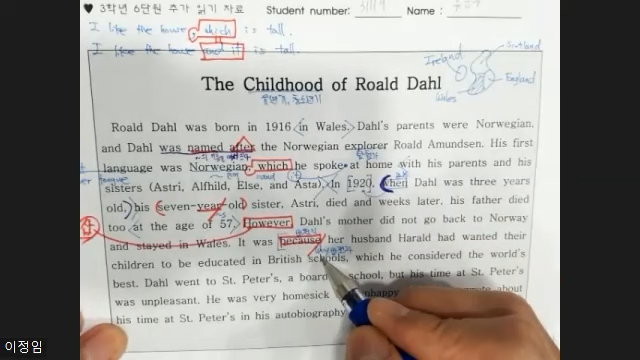 ♥ 3학년 6단원 추가 읽기 자료 Student number: Name :
I like the house, which is tall.
I like the house and it is tall.
Ireland Scotland
England
Wales
The Childhood of Roald Dahl
Roald Dahl was born in 1916 in Wales. Dahl's parents were Norwegian,
and Dahl was named after the Norwegian explorer Roald Amundsen. His first
language was Norwegian, which he spoke at home with his parents and his
sisters (Astri, Alfhild, Else, and Asta). In 1920, when Dahl was three years
old, his seven-year-old sister, Astri, died and weeks later, his father died
too at the age of 57. However, Dahl's mother did not go back to Norway
and stayed in Wales. It was because her husband Harald had wanted their
children to be educated in British schools, which he considered the world's
best. Dahl went to St. Peter's, a board school, but his time at St. Peter's
was unpleasant. He was very homesick unhappy about
his time at St. Peter's in his autobiography
이정임